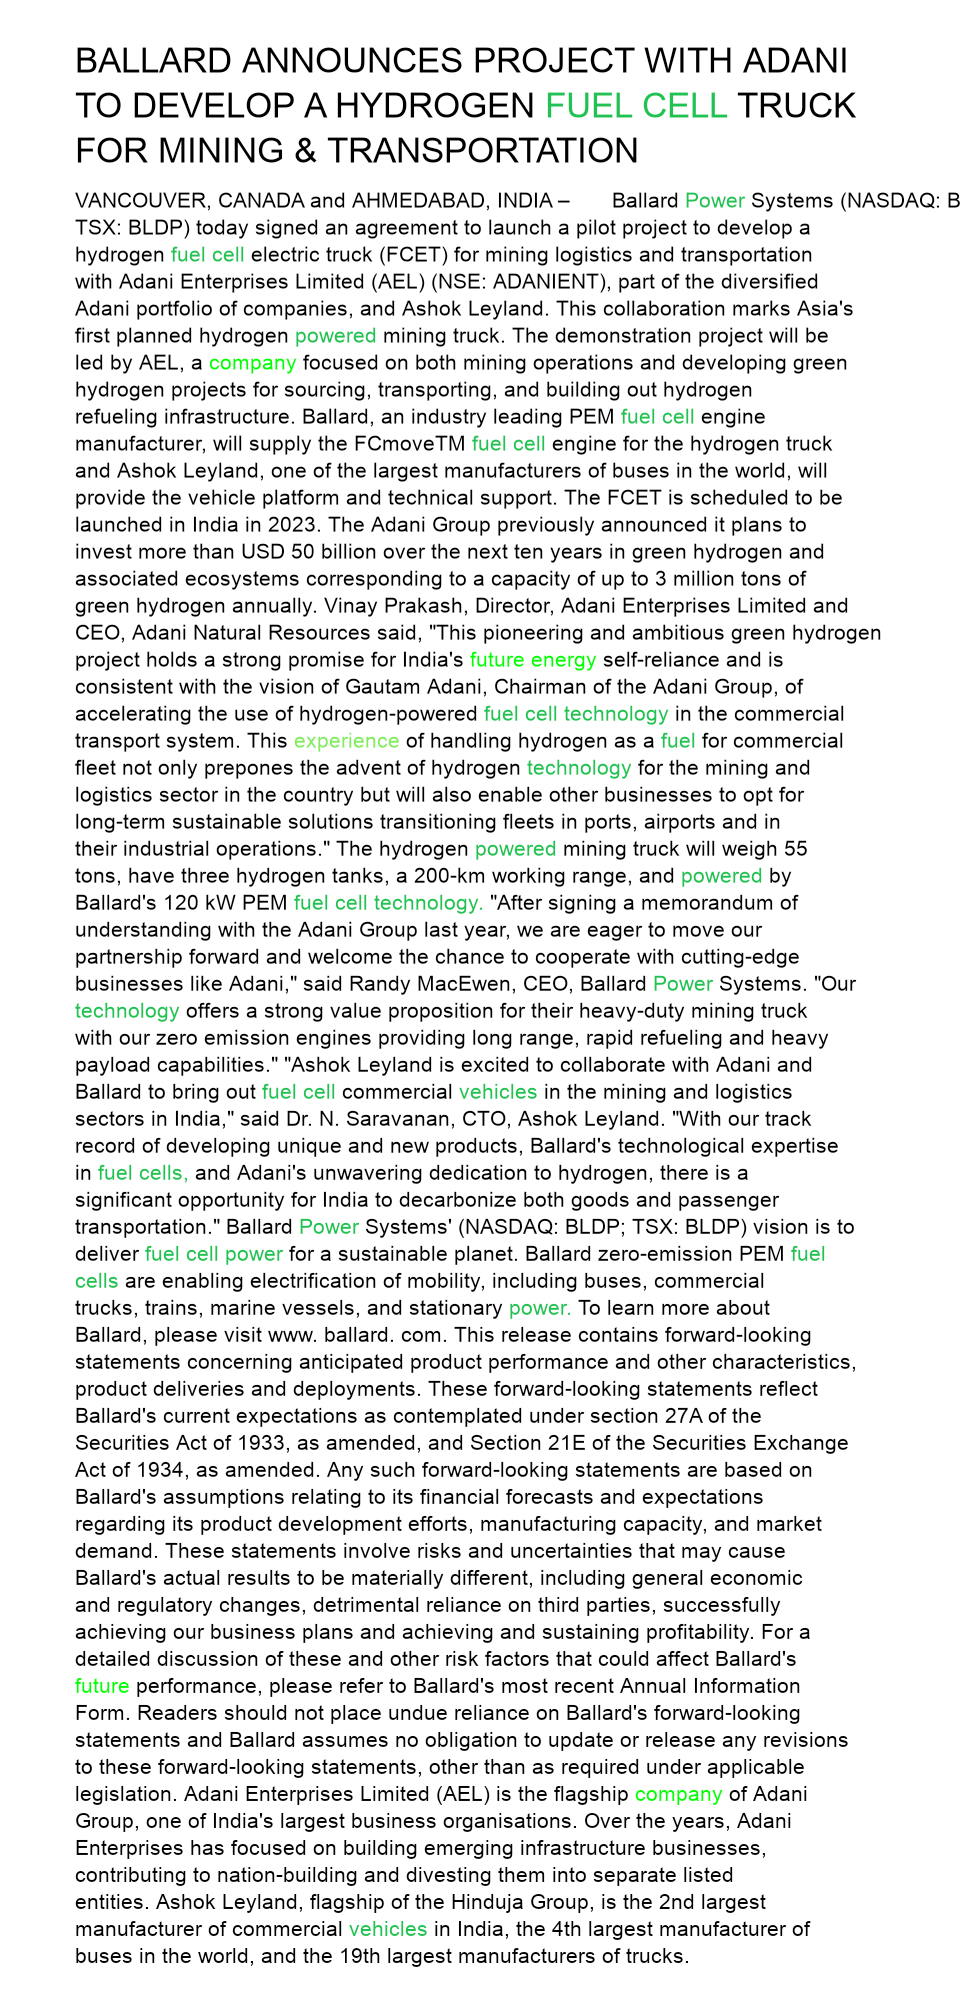 BALLARD ANNOUNCES PROJECT WITH ADANI
TO DEVELOP A HYDROGEN FUEL CELL TRUCK
FOR MINING & TRANSPORTATION
VANCOUVER, CANADA and AHMEDABAD, INDIA – Ballard Power Systems (NASDAQ: B
TSX: BLDP) today signed an agreement to launch a pilot project to develop a
hydrogen fuel cell electric truck (FCET) for mining logistics and transportation
with Adani Enterprises Limited (AEL) (NSE: ADANIENT), part of the diversified
Adani portfolio of companies, and Ashok Leyland. This collaboration marks Asia's
first planned hydrogen powered mining truck. The demonstration project will be
led by AEL, a company focused on both mining operations and developing green
hydrogen projects for sourcing, transporting, and building out hydrogen
refueling infrastructure. Ballard, an industry leading PEM fuel cell engine
manufacturer, will supply the FCmoveTM fuel cell engine for the hydrogen truck
and Ashok Leyland, one of the largest manufacturers of buses in the world, will
provide the vehicle platform and technical support. The FCET is scheduled to be
launched in India in 2023. The Adani Group previously announced it plans to
invest more than USD 50 billion over the next ten years in green hydrogen and
associated ecosystems corresponding to a capacity of up to 3 million tons of
green hydrogen annually. Vinay Prakash, Director, Adani Enterprises Limited and
CEO, Adani Natural Resources said, "This pioneering and ambitious green hydrogen
project holds a strong promise for India's future energy self-reliance and is
consistent with the vision of Gautam Adani, Chairman of the Adani Group, of
accelerating the use of hydrogen-powered fuel cell technology in the commercial
transport system. This experience of handling hydrogen as a fuel for commercial
fleet not only prepones the advent of hydrogen technology for the mining and
logistics sector in the country but will also enable other businesses to opt for
long-term sustainable solutions transitioning fleets in ports, airports and in
their industrial operations." The hydrogen powered mining truck will weigh 55
tons, have three hydrogen tanks, a 200-km working range, and powered by
Ballard's 120 kW PEM fuel cell technology. "After signing a memorandum of
understanding with the Adani Group last year, we are eager to move our
partnership forward and welcome the chance to cooperate with cutting-edge
businesses like Adani," said Randy MacEwen, CEO, Ballard Power Systems. "Our
technology offers a strong value proposition for their heavy-duty mining truck
with our zero emission engines providing long range, rapid refueling and heavy
payload capabilities." "Ashok Leyland is excited to collaborate with Adani and
Ballard to bring out fuel cell commercial vehicles in the mining and logistics
sectors in India," said Dr. N. Saravanan, CTO, Ashok Leyland. "With our track
record of developing unique and new products, Ballard's technological expertise
in fuel cells, and Adani's unwavering dedication to hydrogen, there is a
significant opportunity for India to decarbonize both goods and passenger
transportation." Ballard Power Systems' (NASDAQ: BLDP; TSX: BLDP) vision is to
deliver fuel cell power for a sustainable planet. Ballard zero-emission PEM fuel
cells are enabling electrification of mobility, including buses, commercial
trucks, trains, marine vessels, and stationary power. To learn more about
Ballard, please visit www. ballard. com. This release contains forward-looking
statements concerning anticipated product performance and other characteristics,
product deliveries and deployments. These forward-looking statements reflect
Ballard's current expectations as contemplated under section 27A of the
Securities Act of 1933, as amended, and Section 21E of the Securities Exchange
Act of 1934, as amended. Any such forward-looking statements are based on
Ballard's assumptions relating to its financial forecasts and expectations
regarding its product development efforts, manufacturing capacity, and market
demand. These statements involve risks and uncertainties that may cause
Ballard's actual results to be materially different, including general economic
and regulatory changes, detrimental reliance on third parties, successfully
achieving our business plans and achieving and sustaining profitability. For a
detailed discussion of these and other risk factors that could affect Ballard's
future performance, please refer to Ballard's most recent Annual Information
Form. Readers should not place undue reliance on Ballard's forward-looking
statements and Ballard assumes no obligation to update or release any revisions
to these forward-looking statements, other than as required under applicable
legislation. Adani Enterprises Limited (AEL) is the flagship company of Adani
Group, one of India's largest business organisations. Over the years, Adani
Enterprises has focused on building emerging infrastructure businesses,
contributing to nation-building and divesting them into separate listed
entities. Ashok Leyland, flagship of the Hinduja Group, is the 2nd largest
manufacturer of commercial vehicles in India, the 4th largest manufacturer of
buses in the world, and the 19th largest manufacturers of trucks.